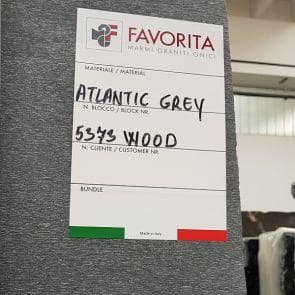 FAVORITA
MARMI GRANITI ONICI
MATERIALE / MATERIAL
ATLANTIC GREY
N. BLOCCO / BLOCK NR.
5373 WOOD
N. CLIENTE / CUSTOMER NR.
BUNDLE
Made in Italy